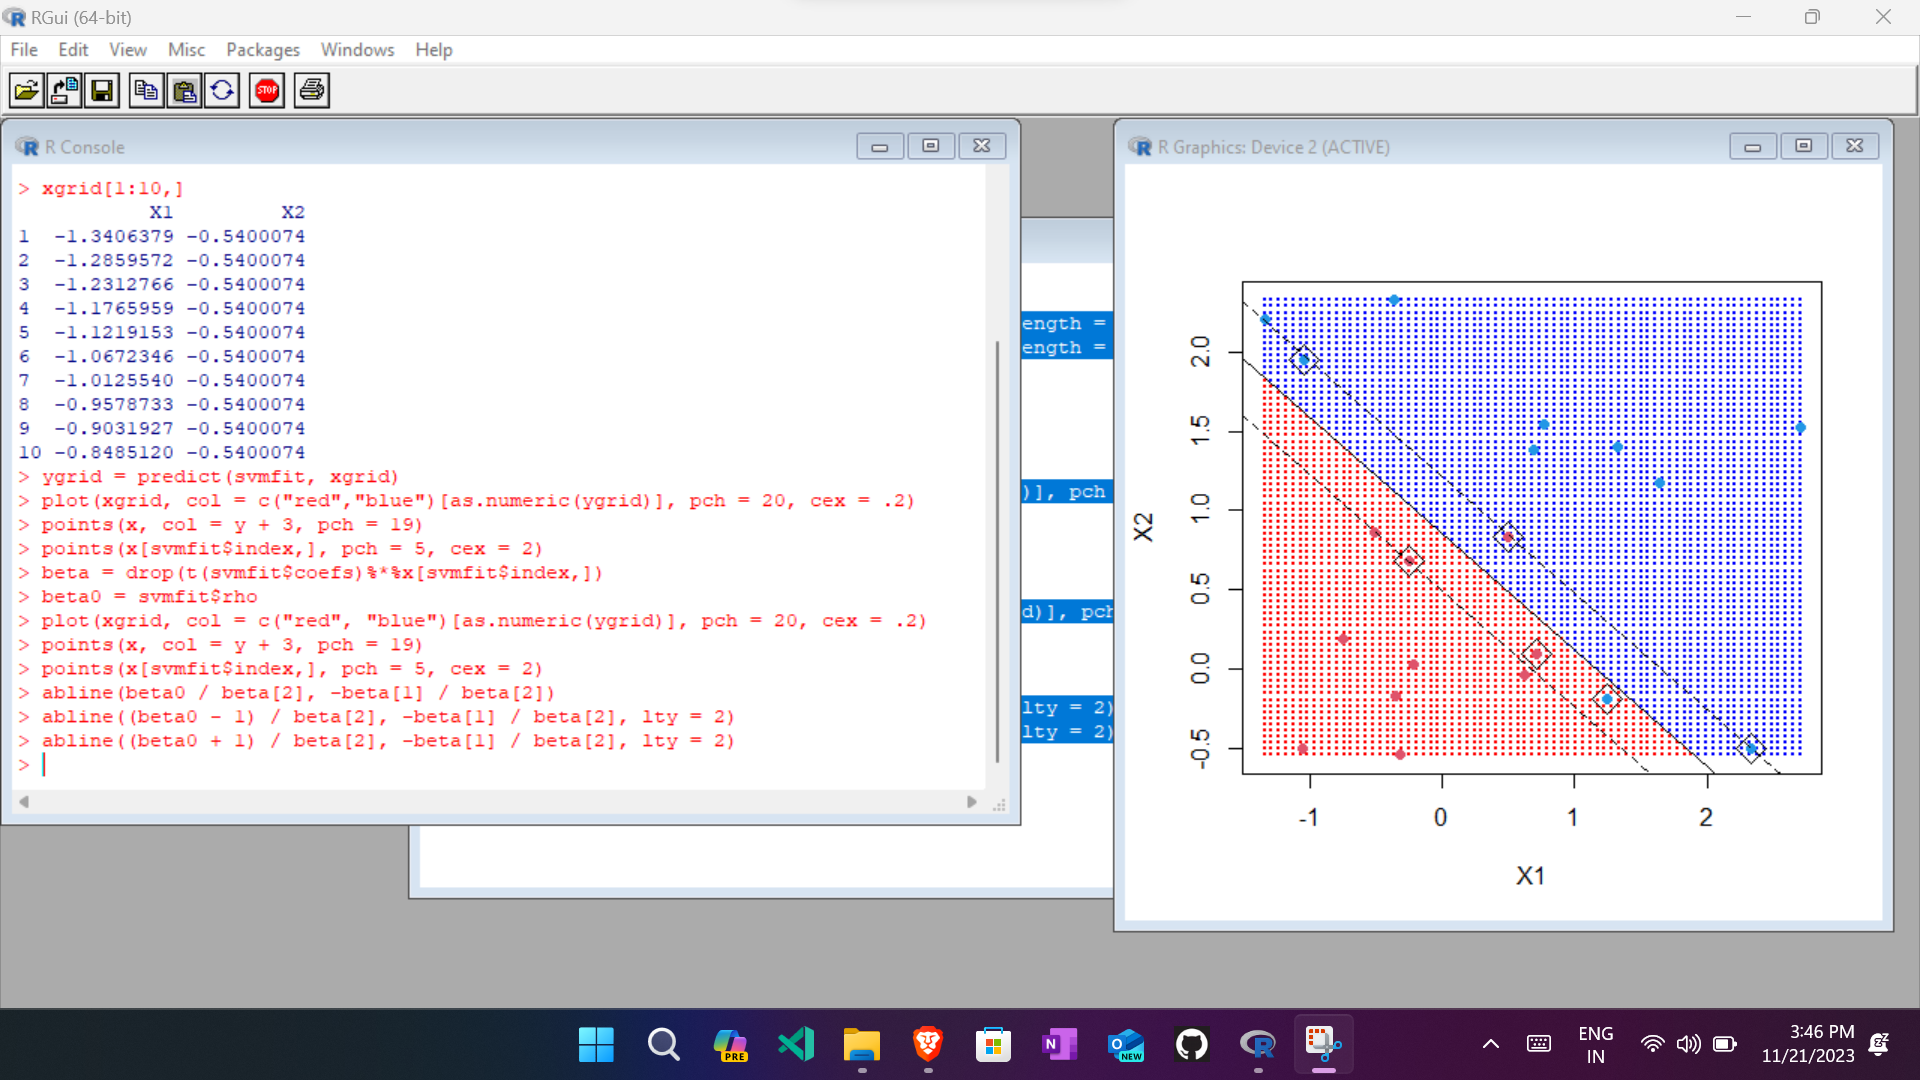 RGui (64-bit)
File Edit View Misc Packages Windows Help
STOP
R Console
> xgrid[1:10,]
X1 X2
1 -1.3406379 -0.5400074
2 -1.2859572 -0.5400074
3 -1.2312766 -0.5400074
4 -1.1765959 -0.5400074
5 -1.1219153 -0.5400074
6 -1.0672346 -0.5400074
7 -1.0125540 -0.5400074
8 -0.9578733 -0.5400074
9 -0.9031927 -0.5400074
10 -0.8485120 -0.5400074
> ygrid = predict(svmfit, xgrid)
> plot(xgrid, col = c("red","blue")[as.numeric(ygrid)], pch = 20, cex = .2)
> points(x, col = y + 3, pch = 19)
> points(x[svmfit$index,], pch = 5, cex = 2)
> beta = drop(t(svmfit$coefs)%*%x[svmfit$index,])
> beta0 = svmfit$rho
> plot(xgrid, col = c("red", "blue")[as.numeric(ygrid)], pch = 20, cex = .2)
> points(x, col = y + 3, pch = 19)
> points(x[svmfit$index,], pch = 5, cex = 2)
> abline(beta0 / beta[2], -beta[1] / beta[2])
> abline((beta0 - 1) / beta[2], -beta[1] / beta[2], lty = 2)
> abline((beta0 + 1) / beta[2], -beta[1] / beta[2], lty = 2)
>
ength =
ength =
)], pch
d)], pch
lty = 2)
lty = 2)
R Graphics: Device 2 (ACTIVE)
2.0
1.5
1.0
0.5
0.0
-0.5
X2
-1 0 1 2
X1
PRE
N
NEW
ENG
IN
3:46 PM
11/21/2023